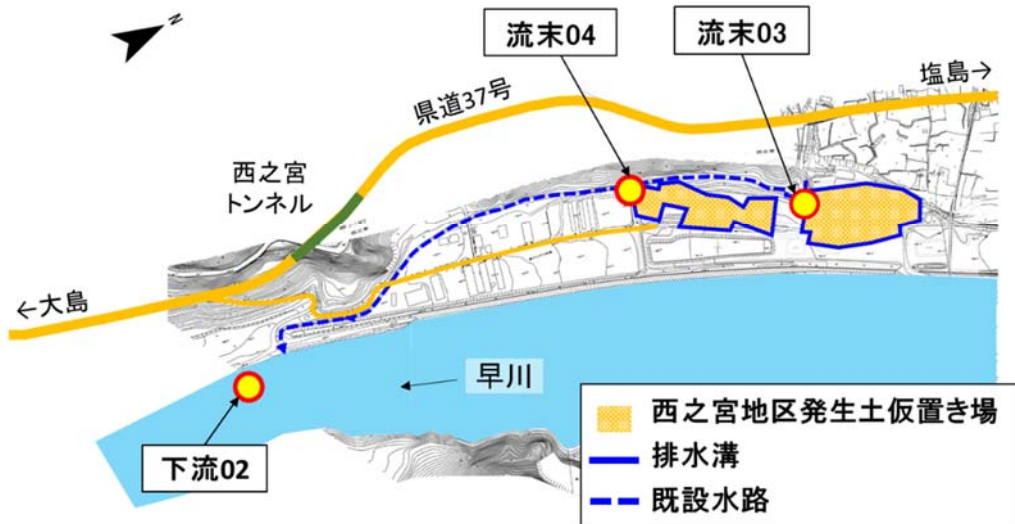 N
流末04
流末03
塩島→
県道37号
西之宮
トンネル
←大島
早川
下流02
西之宮地区発生土仮置き場
排水溝
既設水路